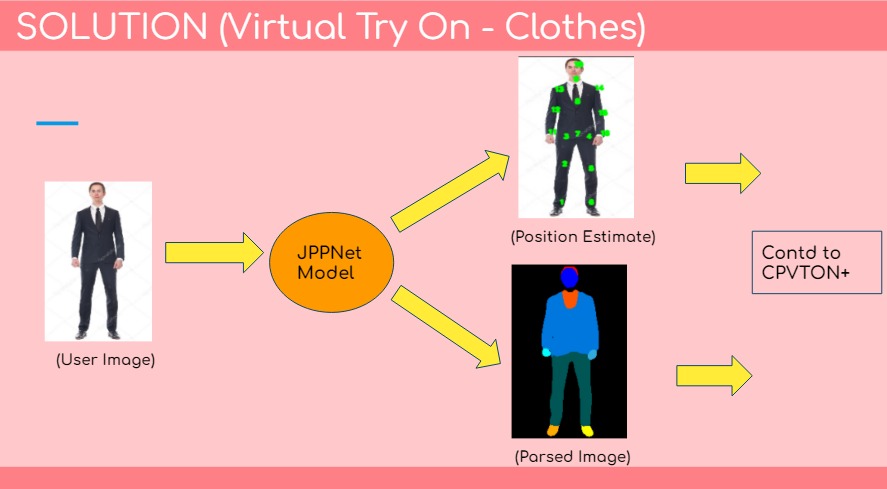 SOLUTION (Virtual Try On - Clothes)
(User Image)
JPPNet
Model
(Position Estimate)
(Parsed Image)
Contd to
CPVTON+